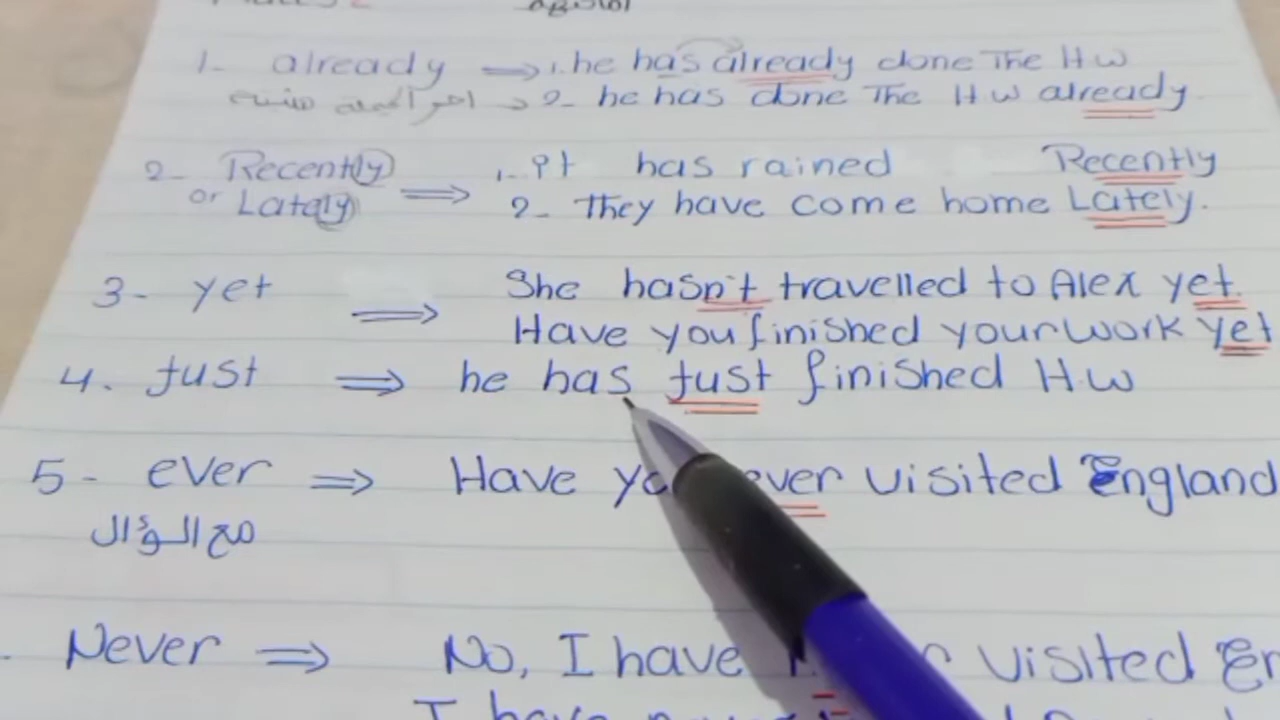 1- already ⟹ 1. he has already done The H w
2- he has done The H w already.
2- Recently ⟹ 1. It has rained Recently
or Lately 2- They have come home Lately.
3- yet ⟹ She hasn't travelled to Alex yet.
Have you finished your work yet
4. Just ⟹ he has Just finished H.w
5- ever ⟹ Have ever visited England
مع السؤال
Never ⟹ No, I have visited
I have never